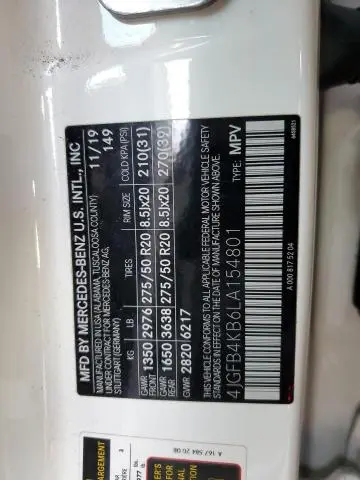 MFD BY MERCEDES-BENZ U.S. INTL., INC
MANUFACTURED IN USA (ALABAMA, TUSCALOOSA COUNTY)
UNDER CONTRACT FOR MERCEDES-BENZ AG,
STUTTGART (GERMANY)
11/19
149
KG LB TIRES RIM SIZE COLD KPA (PSI)
GAWR FRONT 1350 2976 275/50 R20 8.5Jx20 210(31)
GAWR REAR 1650 3638 275/50 R20 8.5Jx20 270(39)
GVWR 2820 6217
THIS VEHICLE CONFORMS TO ALL APPLICABLE FEDERAL MOTOR VEHICLE SAFETY
STANDARDS IN EFFECT ON THE DATE OF MANUFACTURE SHOWN ABOVE.
4JGFB4KB6LA154801 TYPE: MPV
A 000 817 52 04
A 167 584 20 08
ARGEMENT